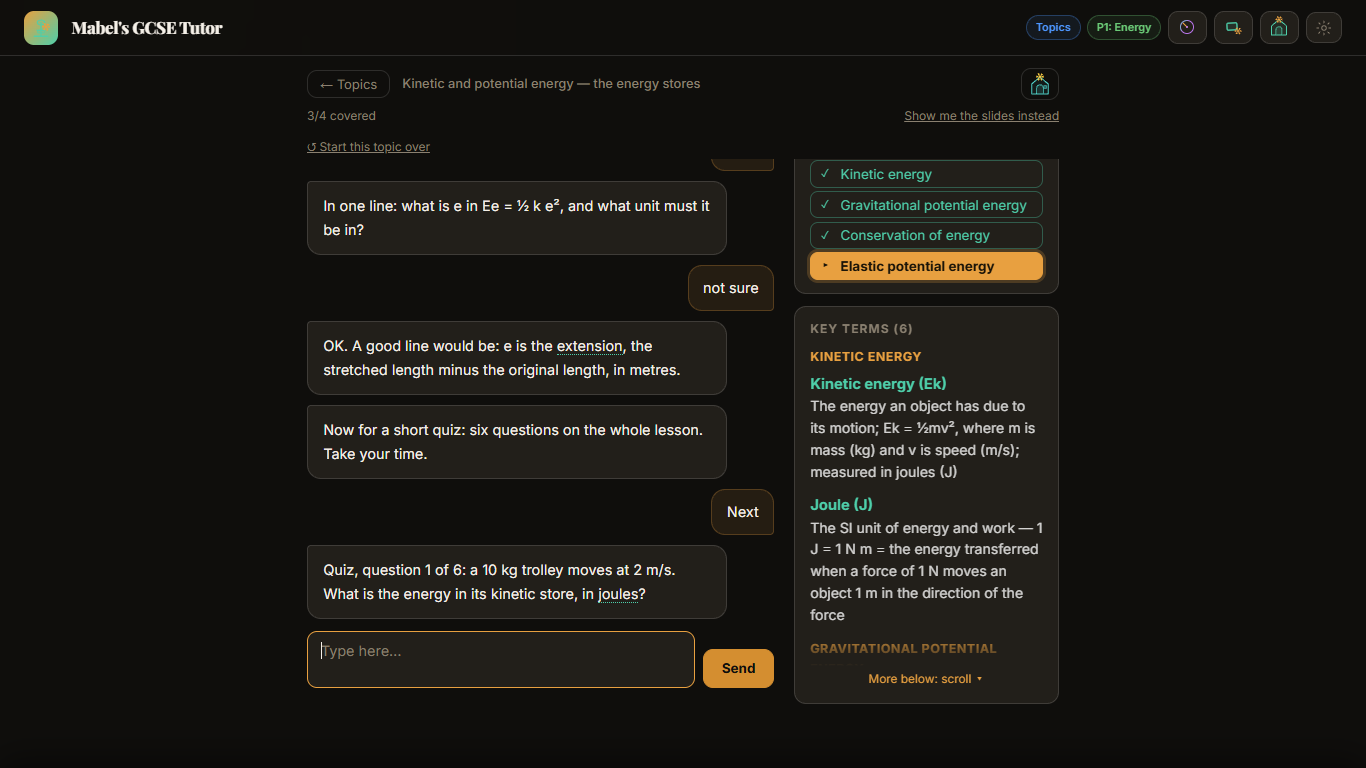 Mabel's GCSE Tutor
Topics
P1: Energy
← Topics
Kinetic and potential energy — the energy stores
3/4 covered
Show me the slides instead
↺ Start this topic over
In one line: what is e in Ee = ½ k e², and what unit must it
be in?
not sure
OK. A good line would be: e is the extension, the
stretched length minus the original length, in metres.
Now for a short quiz: six questions on the whole lesson.
Take your time.
Next
Quiz, question 1 of 6: a 10 kg trolley moves at 2 m/s.
What is the energy in its kinetic store, in joules?
Type here...
Send
✓ Kinetic energy
✓ Gravitational potential energy
✓ Conservation of energy
▸ Elastic potential energy
KEY TERMS (6)
KINETIC ENERGY
Kinetic energy (Ek)
The energy an object has due to
its motion; Ek = ½mv², where m is
mass (kg) and v is speed (m/s);
measured in joules (J)
Joule (J)
The SI unit of energy and work — 1
J = 1 N m = the energy transferred
when a force of 1 N moves an
object 1 m in the direction of the
force
GRAVITATIONAL POTENTIAL
More below: scroll ▾